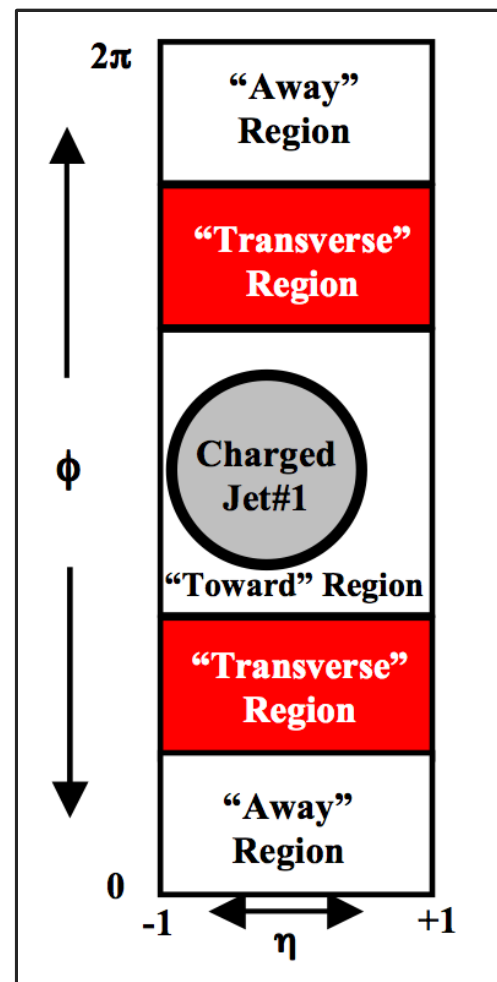 2π
“Away”
Region
“Transverse”
Region
ϕ
Charged
Jet#1
“Toward” Region
“Transverse”
Region
“Away”
Region
0
-1
+1
η